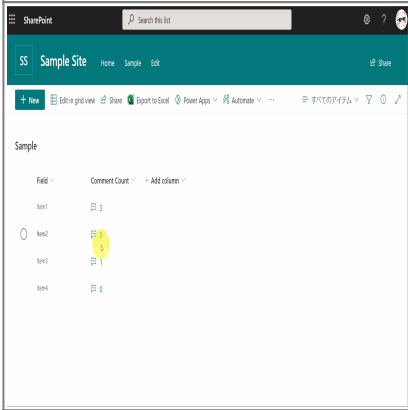 SharePoint
Search this list
?
SS Sample Site Home Sample Edit
Share
+ New Edit in grid view Share Export to Excel Power Apps Automate ... すべてのアイテム
Sample
Field Comment Count + Add column
Item1 3
Item2 0
Item3 1
Item4 0